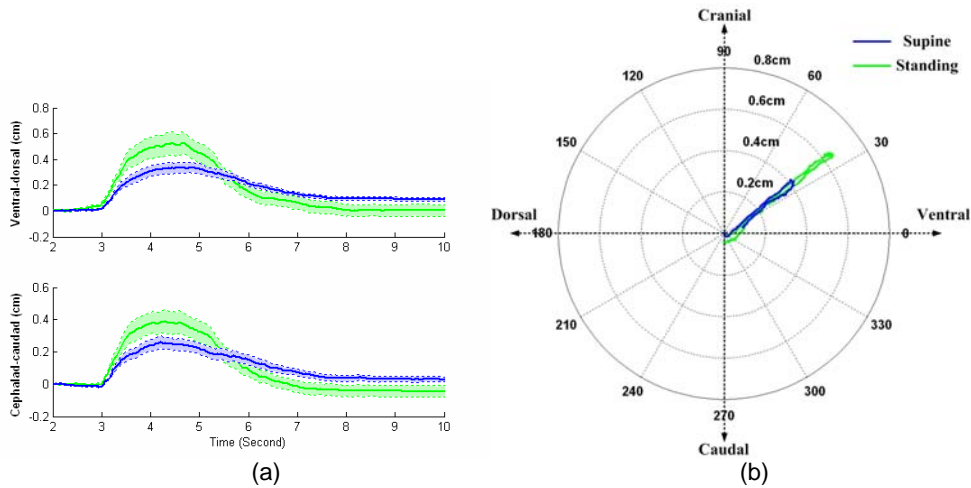 0.8
0.6
0.4
0.2
0
-0.2
Ventral-dorsal (cm)
2 3 4 5 6 7 8 9 10
0.6
0.4
0.2
0
-0.2
Cephalad-caudad (cm)
2 3 4 5 6 7 8 9 10
Time (Second)
(a)
Cranial
90
0.8cm
120
60
0.6cm
0.4cm
150
30
0.2cm
Dorsal
180
Ventral
0
210
330
240
300
270
Caudal
Supine
Standing
(b)